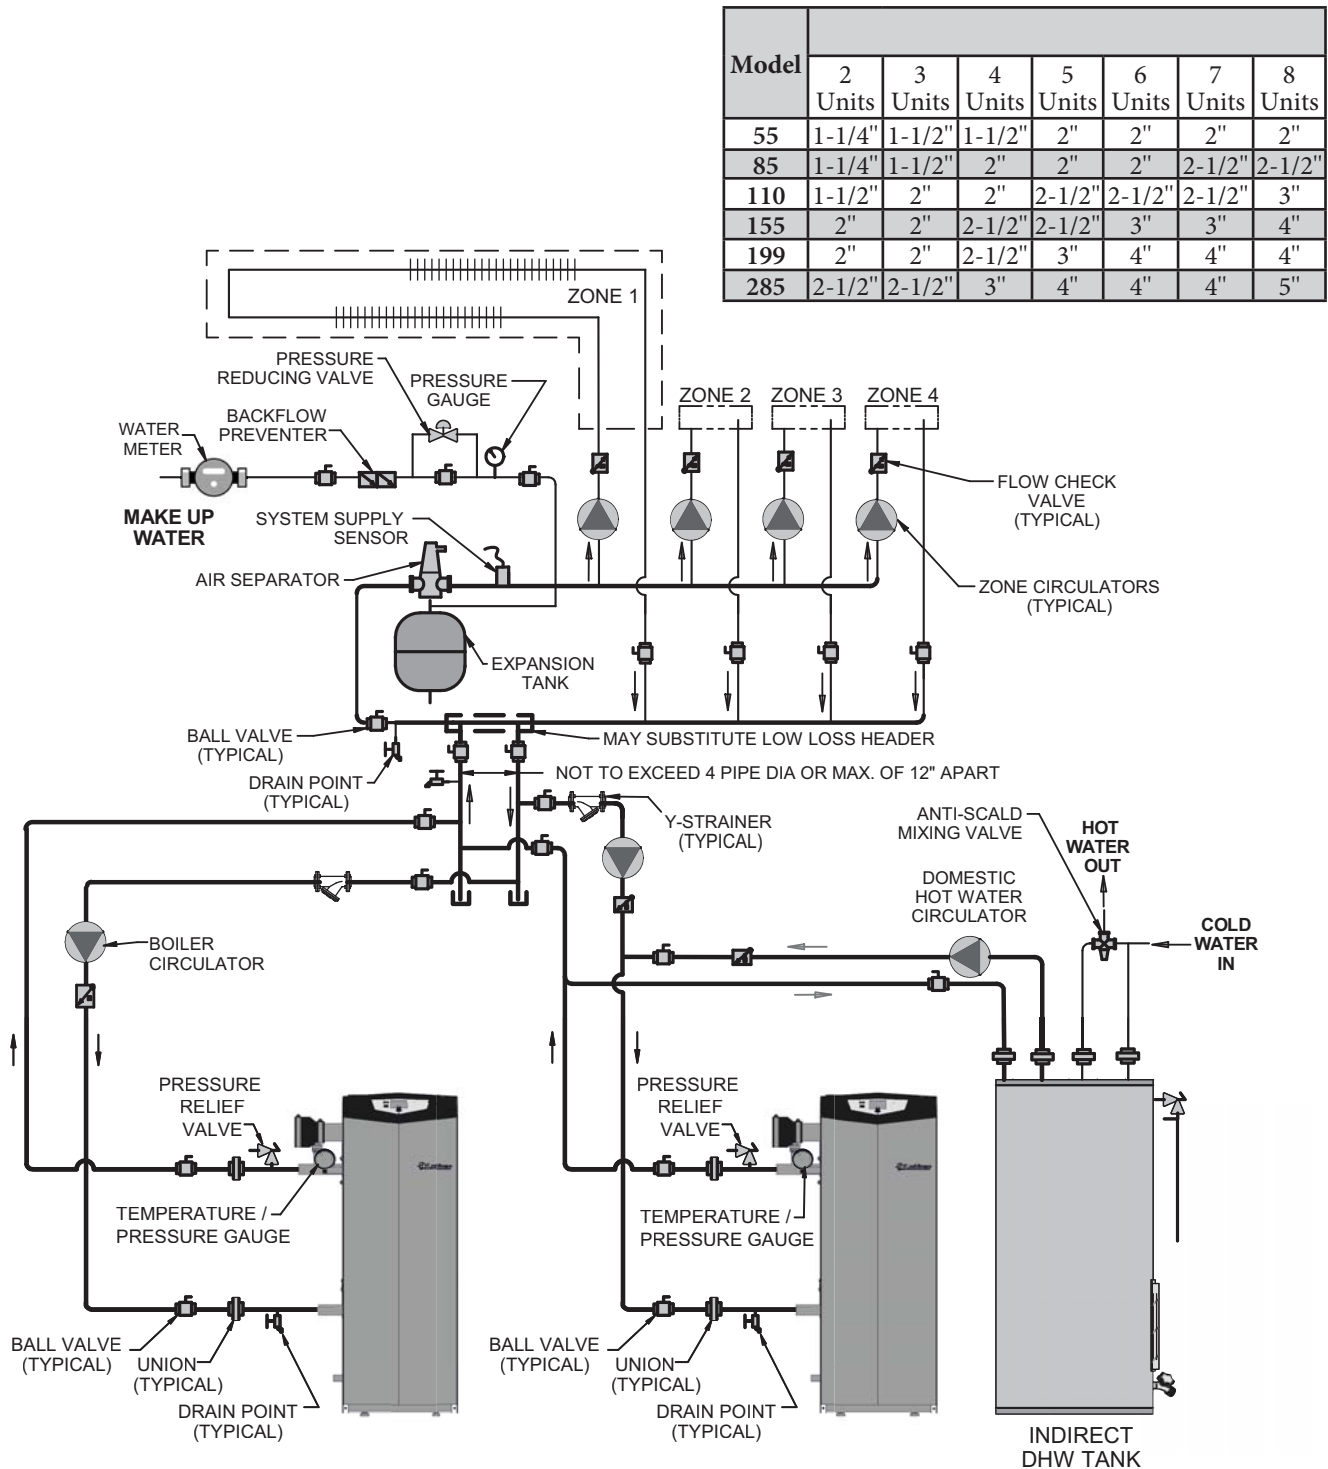 Model
2 Units 3 Units 4 Units 5 Units 6 Units 7 Units 8 Units
55 1-1/4" 1-1/2" 1-1/2" 2" 2" 2" 2"
85 1-1/4" 1-1/2" 2" 2" 2" 2-1/2" 2-1/2"
110 1-1/2" 2" 2" 2-1/2" 2-1/2" 2-1/2" 3"
155 2" 2" 2-1/2" 2-1/2" 3" 3" 4"
199 2" 2" 2-1/2" 3" 4" 4" 4"
285 2-1/2" 2-1/2" 3" 4" 4" 4" 5"
ZONE 1
PRESSURE
REDUCING VALVE
PRESSURE
GAUGE
ZONE 2
ZONE 3
ZONE 4
BACKFLOW
PREVENTER
WATER
METER
MAKE UP
WATER
FLOW CHECK
VALVE
(TYPICAL)
SYSTEM SUPPLY
SENSOR
AIR SEPARATOR
ZONE CIRCULATORS
(TYPICAL)
EXPANSION
TANK
BALL VALVE
(TYPICAL)
MAY SUBSTITUTE LOW LOSS HEADER
DRAIN POINT
(TYPICAL)
NOT TO EXCEED 4 PIPE DIA OR MAX. OF 12" APART
Y-STRAINER
(TYPICAL)
ANTI-SCALD
MIXING VALVE
HOT
WATER
OUT
DOMESTIC
HOT WATER
CIRCULATOR
COLD
WATER
IN
BOILER
CIRCULATOR
PRESSURE
RELIEF
VALVE
PRESSURE
RELIEF
VALVE
TEMPERATURE /
PRESSURE GAUGE
TEMPERATURE /
PRESSURE GAUGE
BALL VALVE
(TYPICAL)
UNION
(TYPICAL)
DRAIN POINT
(TYPICAL)
BALL VALVE
(TYPICAL)
UNION
(TYPICAL)
DRAIN POINT
(TYPICAL)
INDIRECT
DHW TANK